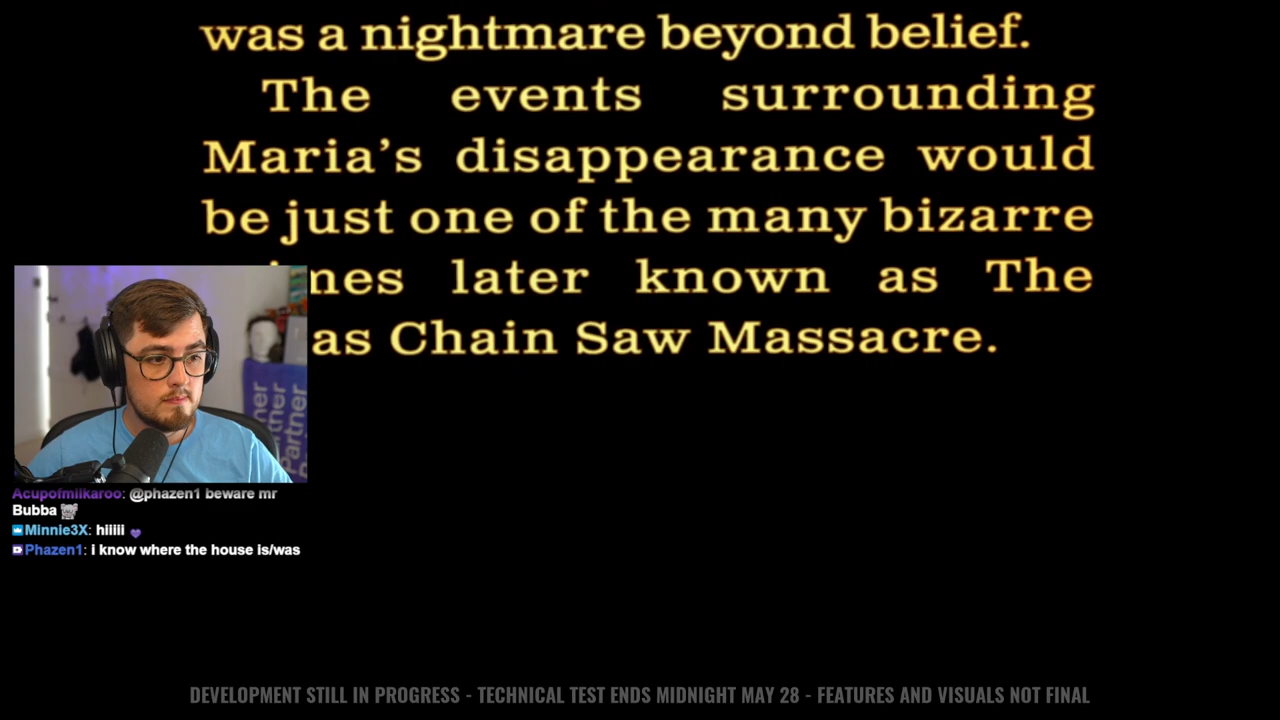 was a nightmare beyond belief.
The events surrounding
Maria's disappearance would
be just one of the many bizarre
later known as The
Chain Saw Massacre.
Partner
Acupofmilkaroo: @phazen1 beware mr
Bubba
Minnie3X: hiiiii
Phazen1: i know where the house is/was
DEVELOPMENT STILL IN PROGRESS - TECHNICAL TEST ENDS MIDNIGHT MAY 28 - FEATURES AND VISUALS NOT FINAL